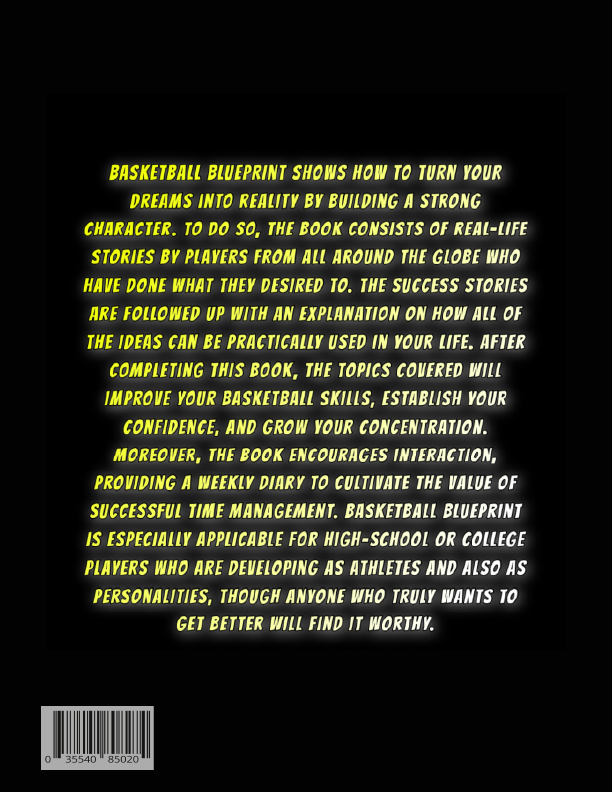 BASKETBALL BLUEPRINT SHOWS HOW TO TURN YOUR
DREAMS INTO REALITY BY BUILDING A STRONG
CHARACTER. TO DO SO, THE BOOK CONSISTS OF REAL-LIFE
STORIES BY PLAYERS FROM ALL AROUND THE GLOBE WHO
HAVE DONE WHAT THEY DESIRED TO. THE SUCCESS STORIES
ARE FOLLOWED UP WITH AN EXPLANATION ON HOW ALL OF
THE IDEAS CAN BE PRACTICALLY USED IN YOUR LIFE. AFTER
COMPLETING THIS BOOK, THE TOPICS COVERED WILL
IMPROVE YOUR BASKETBALL SKILLS, ESTABLISH YOUR
CONFIDENCE, AND GROW YOUR CONCENTRATION.
MOREOVER, THE BOOK ENCOURAGES INTERACTION,
PROVIDING A WEEKLY DIARY TO CULTIVATE THE VALUE OF
SUCCESSFUL TIME MANAGEMENT. BASKETBALL BLUEPRINT
IS ESPECIALLY APPLICABLE FOR HIGH-SCHOOL OR COLLEGE
PLAYERS WHO ARE DEVELOPING AS ATHLETES AND ALSO AS
PERSONALITIES, THOUGH ANYONE WHO TRULY WANTS TO
GET BETTER WILL FIND IT WORTHY.
0 35540 85020